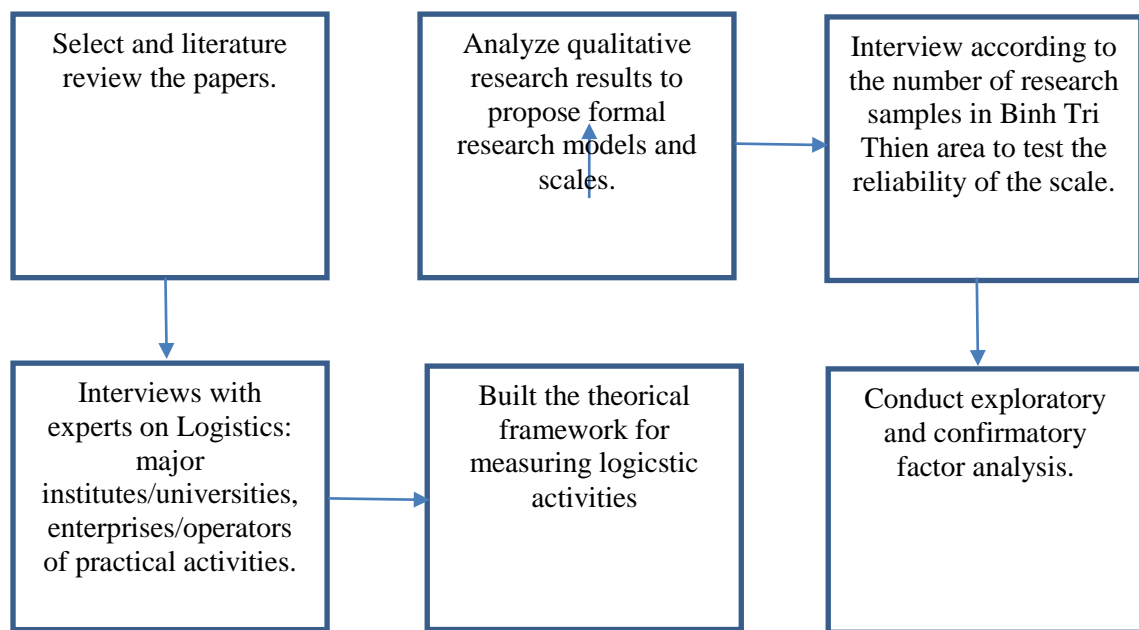 Select and literature
review the papers.
Analyze qualitative
research results to
propose formal
research models and
scales.
Interview according to
the number of research
samples in Binh Tri
Thien area to test the
reliability of the scale.
Interviews with
experts on Logistics:
major
institutes/universities,
enterprises/operators
of practical activities.
Built the theorical
framework for
measuring logicstic
activities
Conduct exploratory
and confirmatory
factor analysis.